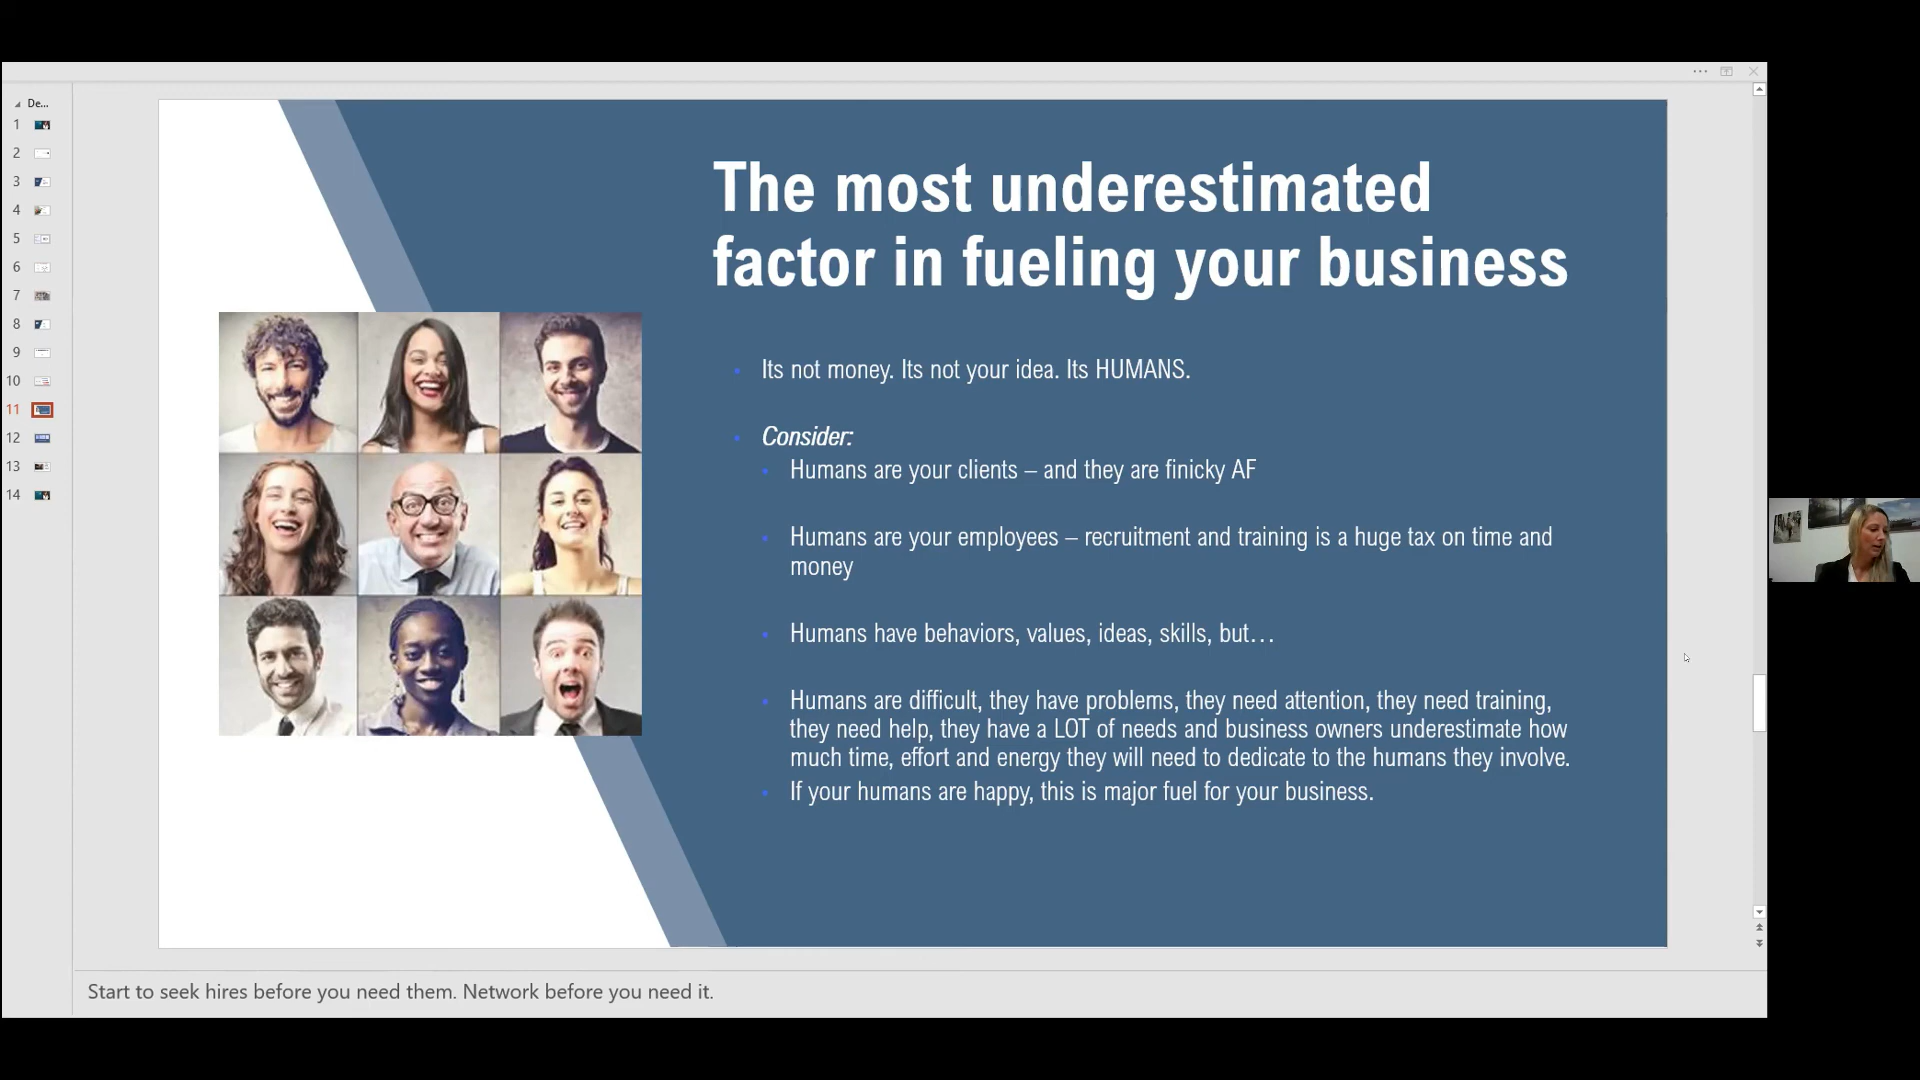 De...
1
2
3
4
5
6
7
8
9
10
11
12
13
14
The most underestimated
factor in fueling your business
Its not money. Its not your idea. Its HUMANS.
Consider:
Humans are your clients – and they are finicky AF
Humans are your employees – recruitment and training is a huge tax on time and
money
Humans have behaviors, values, ideas, skills, but…
Humans are difficult, they have problems, they need attention, they need training,
they need help, they have a LOT of needs and business owners underestimate how
much time, effort and energy they will need to dedicate to the humans they involve.
If your humans are happy, this is major fuel for your business.
Start to seek hires before you need them. Network before you need it.